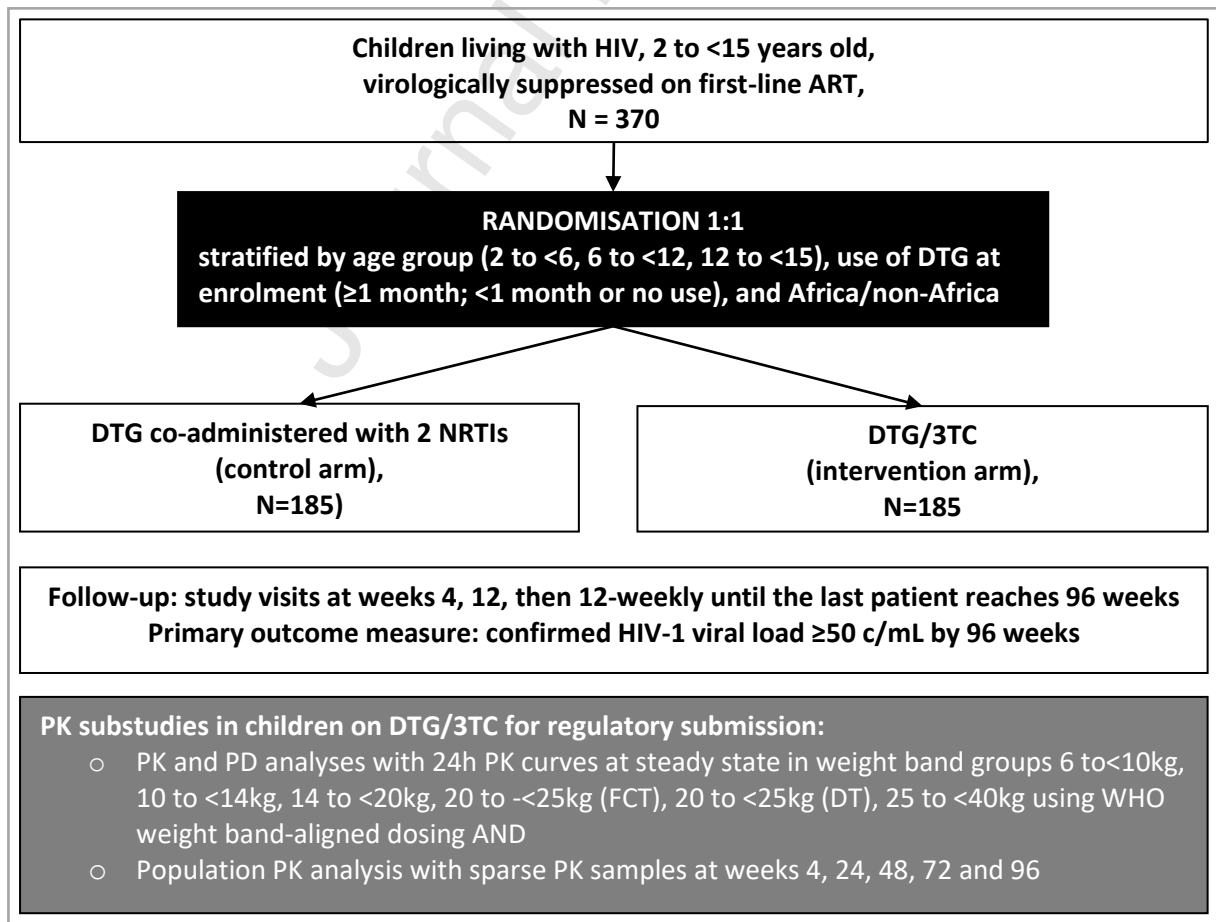 Children living with HIV, 2 to <15 years old,
virologically suppressed on first-line ART,
N = 370
RANDOMISATION 1:1
stratified by age group (2 to <6, 6 to <12, 12 to <15), use of DTG at
enrolment (≥1 month; <1 month or no use), and Africa/non-Africa
DTG co-administered with 2 NRTIs
(control arm),
N=185)
DTG/3TC
(intervention arm),
N=185
Follow-up: study visits at weeks 4, 12, then 12-weekly until the last patient reaches 96 weeks
Primary outcome measure: confirmed HIV-1 viral load ≥50 c/mL by 96 weeks
PK substudies in children on DTG/3TC for regulatory submission:
o PK and PD analyses with 24h PK curves at steady state in weight band groups 6 to<10kg,
10 to <14kg, 14 to <20kg, 20 to -<25kg (FCT), 20 to <25kg (DT), 25 to <40kg using WHO
weight band-aligned dosing AND
o Population PK analysis with sparse PK samples at weeks 4, 24, 48, 72 and 96
Journal